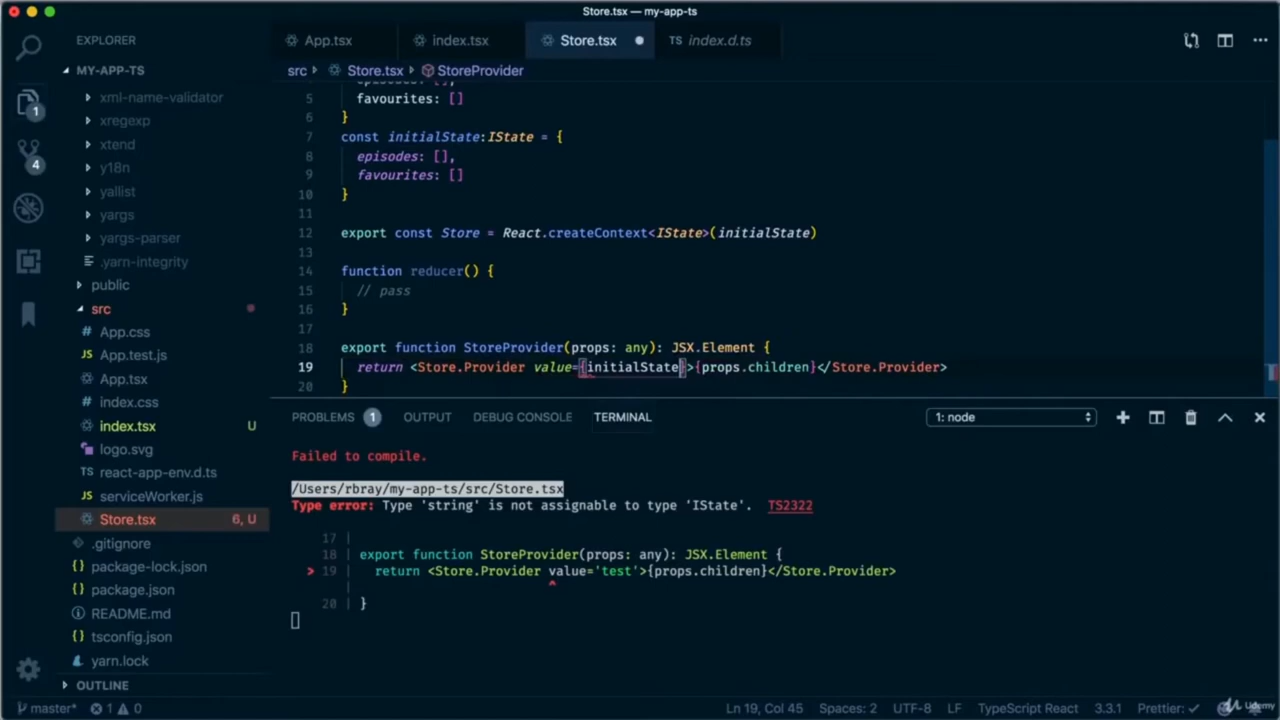 Store.tsx — my-app-ts
EXPLORER
App.tsx
index.tsx
Store.tsx
index.d.ts
MY-APP-TS
src
Store.tsx
StoreProvider
xml-name-validator
xregexp
xtend
y18n
yallist
yargs
yargs-parser
.yarn-integrity
public
src
App.css
App.test.js
App.tsx
index.css
index.tsx U
logo.svg
react-app-env.d.ts
serviceWorker.js
Store.tsx 6, U
.gitignore
package-lock.json
package.json
README.md
tsconfig.json
yarn.lock
OUTLINE
1
4
episodes: [],
5 favourites: []
6 }
7 const initialState:IState = {
8 episodes: [],
9 favourites: []
10 }
11
12 export const Store = React.createContext<IState>(initialState)
13
14 function reducer() {
15 // pass
16 }
17
18 export function StoreProvider(props: any): JSX.Element {
19 return <Store.Provider value={initialState}>{props.children}</Store.Provider>
20 }
PROBLEMS 1 OUTPUT DEBUG CONSOLE TERMINAL 1: node
Failed to compile.
/Users/rbray/my-app-ts/src/Store.tsx
Type error: Type 'string' is not assignable to type 'IState'. TS2322
17 |
18 | export function StoreProvider(props: any): JSX.Element {
> 19 | return <Store.Provider value='test'>{props.children}</Store.Provider>
| ^
20 | }
master* 1 0 Ln 19, Col 45 Spaces: 2 UTF-8 LF TypeScript React 3.3.1 Prettier: ✓
Udemy